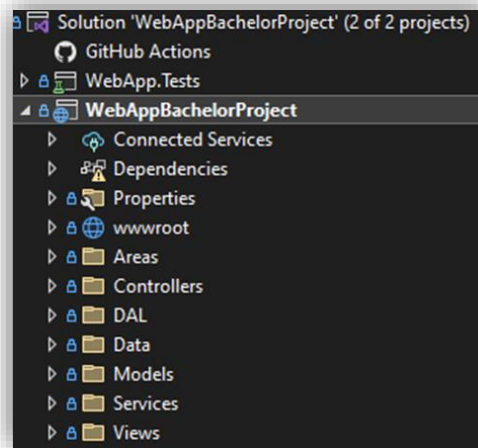 Solution 'WebAppBachelorProject' (2 of 2 projects)
GitHub Actions
WebApp.Tests
WebAppBachelorProject
Connected Services
Dependencies
Properties
wwwroot
Areas
Controllers
DAL
Data
Models
Services
Views